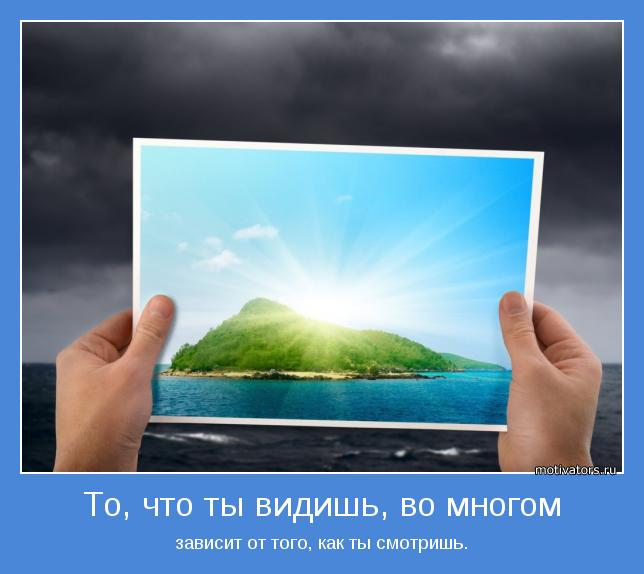 motivators.ru
То, что ты видишь, во многом
зависит от того, как ты смотришь.